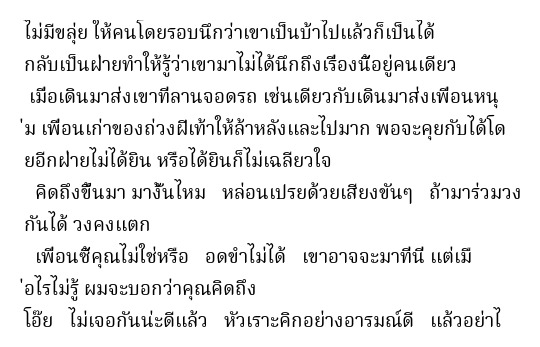 ไม่มีขลุ่ย ให้คนโดยรอบนึกว่าเขาเป็นบ้าไปแล้วก็เป็นได้
กลับเป็นฝ่ายทำให้รู้ว่าเขามาไม่ได้นึกถึงเรื่องนี้อยู่คนเดียว
เมื่อเดินมาส่งเขาที่ลานจอดรถ เช่นเดียวกับเดินมาส่งเพื่อนหนุ
่ม เพื่อนเก่าของถ่วงฝีเท้าให้ล้าหลังและไปมาก พอจะคุยกับได้โด
ยอีกฝ่ายไม่ได้ยิน หรือได้ยินก็ไม่เฉลียวใจ
คิดถึงขึ้นมา มางั้นไหม หล่อนเปรยด้วยเสียงขันๆ ถ้ามาร่วมวง
กันได้ วงคงแตก
เพื่อนซี้คุณไม่ใช่หรือ อดขำไม่ได้ เขาอาจจะมาที่นี่ แต่เมื
่อไรไม่รู้ ผมจะบอกว่าคุณคิดถึง
โอ๊ย ไม่เจอกันน่ะดีแล้ว หัวเราะคิกอย่างอารมณ์ดี แล้วอย่าไ